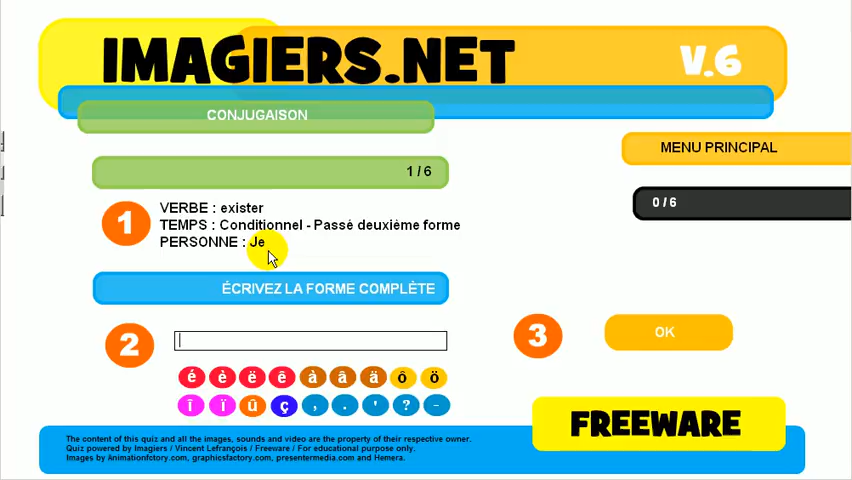 IMAGIERS.NET
V.6
CONJUGAISON
MENU PRINCIPAL
1 / 6
0 / 6
1
VERBE : exister
TEMPS : Conditionnel - Passé deuxième forme
PERSONNE : Je
ÉCRIVEZ LA FORME COMPLÈTE
2
3
OK
é è ë ê à â ä ô ö
î ï û ç , . ' ? -
FREEWARE
The content of this quiz and all the images, sounds and video are the property of their respective owner.
Quiz powered by Imagiers / Vincent Lefrançois / Freeware / For educational purpose only.
Images by Animationfctory.com, graphicsfactory.com, presentermedia.com and Hemera.